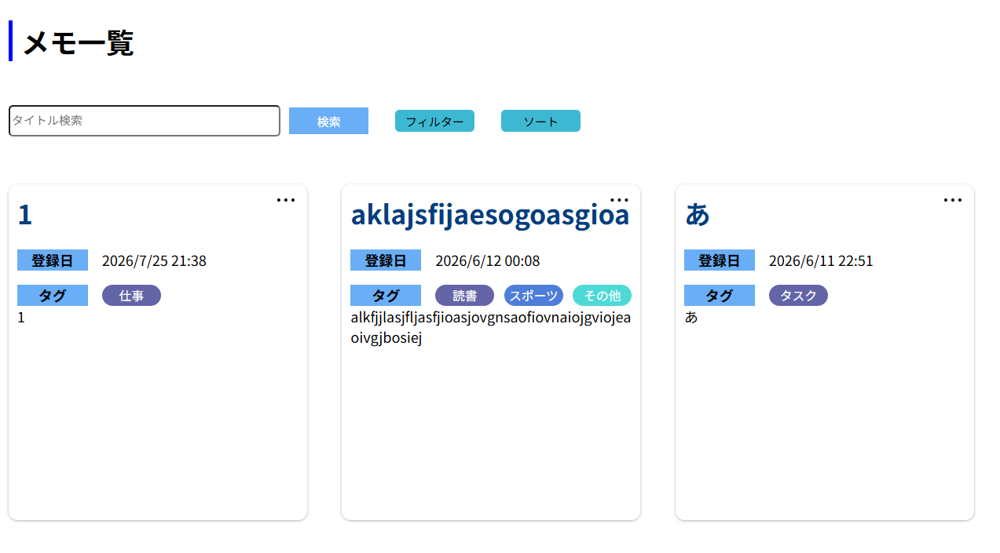 メモ一覧
タイトル検索 検索 フィルター ソート
…
1
登録日 2026/7/25 21:38
タグ 仕事
1
…
aklajsfijaesogoasgioa
登録日 2026/6/12 00:08
タグ 読書 スポーツ その他
alkfjjlasjfljasfjioasjovgnsaofiovnaiojgviojea
oivgjbosiej
…
あ
登録日 2026/6/11 22:51
タグ タスク
あ